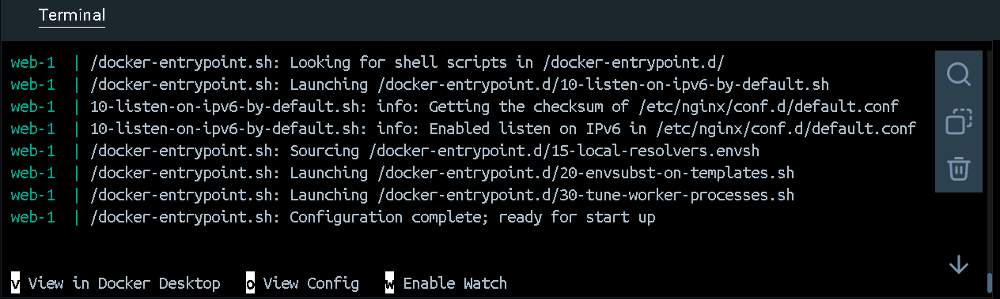 Terminal
web-1 | /docker-entrypoint.sh: Looking for shell scripts in /docker-entrypoint.d/
web-1 | /docker-entrypoint.sh: Launching /docker-entrypoint.d/10-listen-on-ipv6-by-default.sh
web-1 | 10-listen-on-ipv6-by-default.sh: info: Getting the checksum of /etc/nginx/conf.d/default.conf
web-1 | 10-listen-on-ipv6-by-default.sh: info: Enabled listen on IPv6 in /etc/nginx/conf.d/default.conf
web-1 | /docker-entrypoint.sh: Sourcing /docker-entrypoint.d/15-local-resolvers.envsh
web-1 | /docker-entrypoint.sh: Launching /docker-entrypoint.d/20-envsubst-on-templates.sh
web-1 | /docker-entrypoint.sh: Launching /docker-entrypoint.d/30-tune-worker-processes.sh
web-1 | /docker-entrypoint.sh: Configuration complete; ready for start up
v View in Docker Desktop o View Config w Enable Watch